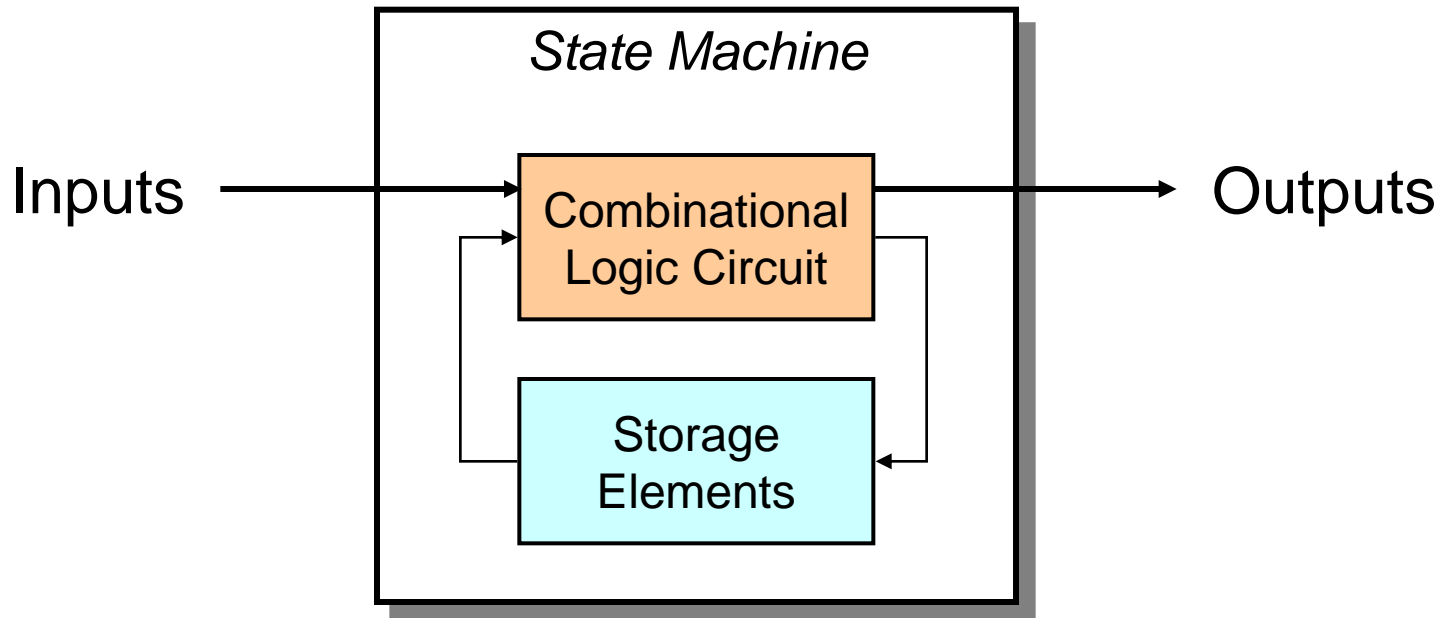 State Machine
Inputs
Combinational
Logic Circuit
Outputs
Storage
Elements